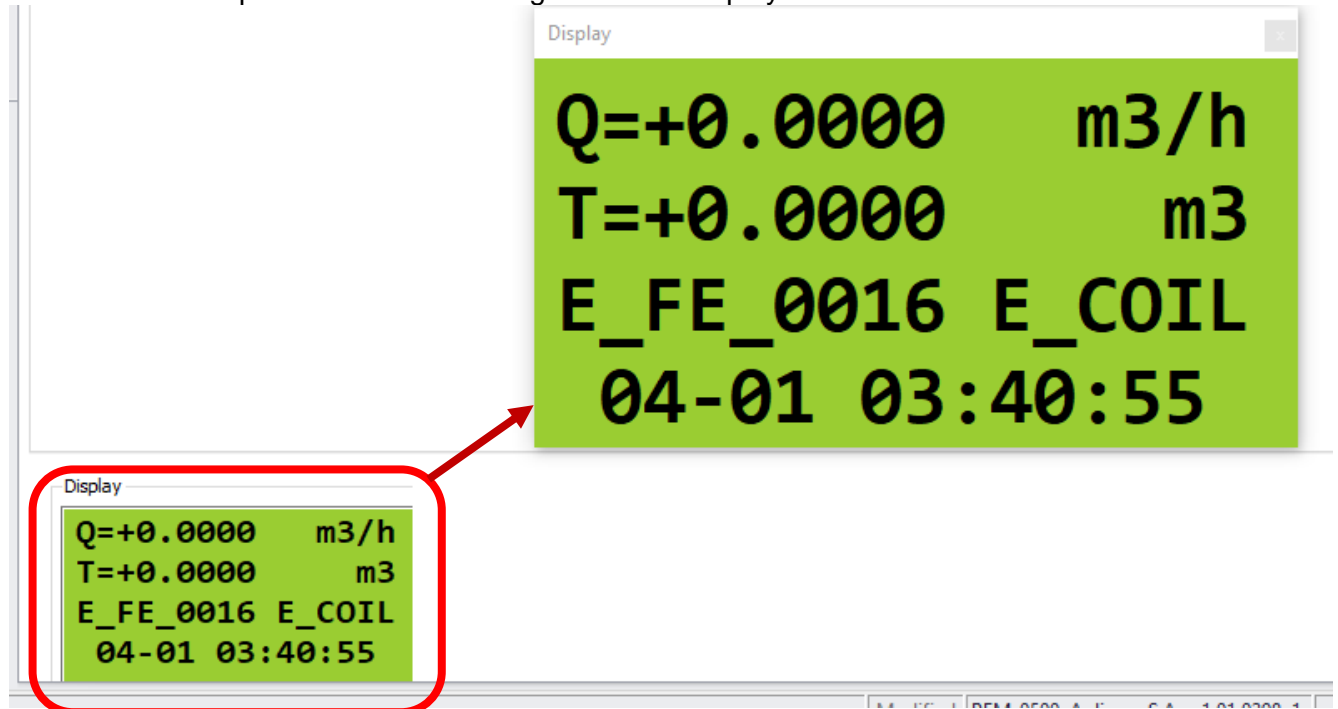 Display
Q=+0.0000 m3/h
T=+0.0000 m3
E_FE_0016 E_COIL
04-01 03:40:55
Display
Q=+0.0000 m3/h
T=+0.0000 m3
E_FE_0016 E_COIL
04-01 03:40:55